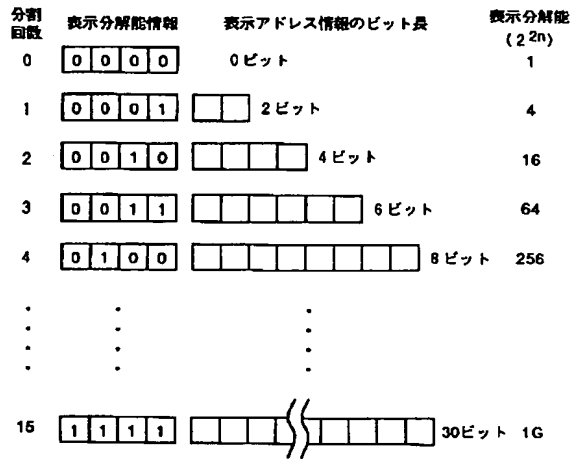 分割回数 表示分解能情報 表示アドレス情報のビット長 表示分解能 (2²ⁿ)
0 0 0 0 0 0ビット 1
1 0 0 0 1 2ビット 4
2 0 0 1 0 4ビット 16
3 0 0 1 1 6ビット 64
4 0 1 0 0 8ビット 256
15 1 1 1 1 30ビット 1G